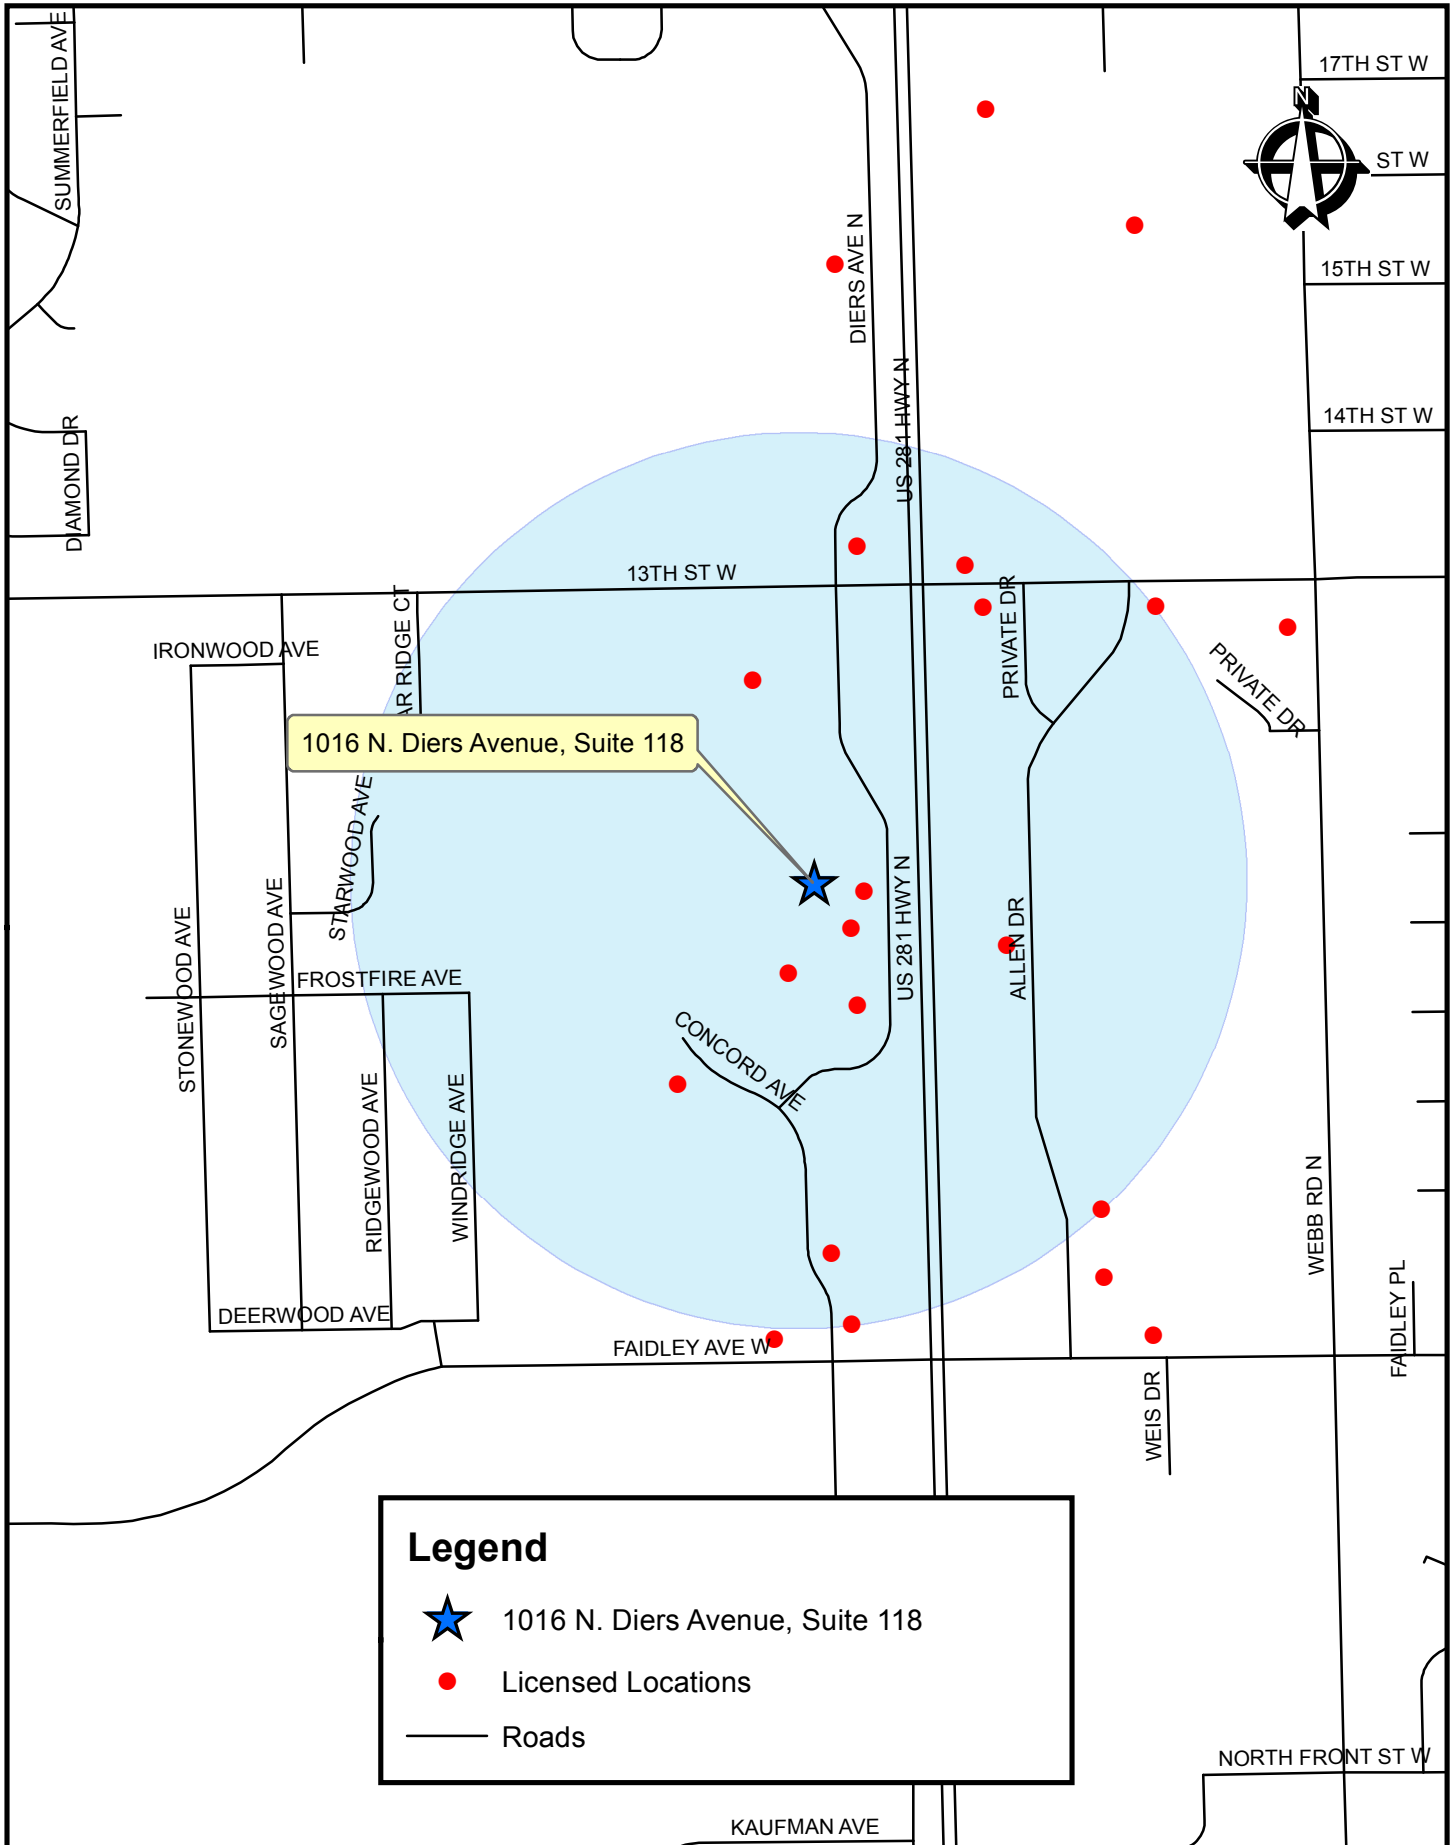 SUMMERFIELD AVE
17TH ST W
N
ST W
DIERS AVE N
15TH ST W
US 281 HWY N
14TH ST W
DIAMOND DR
13TH ST W
PRIVATE DR
AR RIDGE CT
IRONWOOD AVE
PRIVATE DR
1016 N. Diers Avenue, Suite 118
STARWOOD AVE
US 281 HWY N
ALLEN DR
STONEWOOD AVE
SAGEWOOD AVE
FROSTFIRE AVE
CONCORD AVE
RIDGEWOOD AVE
WINDRIDGE AVE
WEBB RD N
FAIDLEY PL
DEERWOOD AVE
FAIDLEY AVE W
WEIS DR
Legend
1016 N. Diers Avenue, Suite 118
Licensed Locations
Roads
NORTH FRONT ST W
KAUFMAN AVE